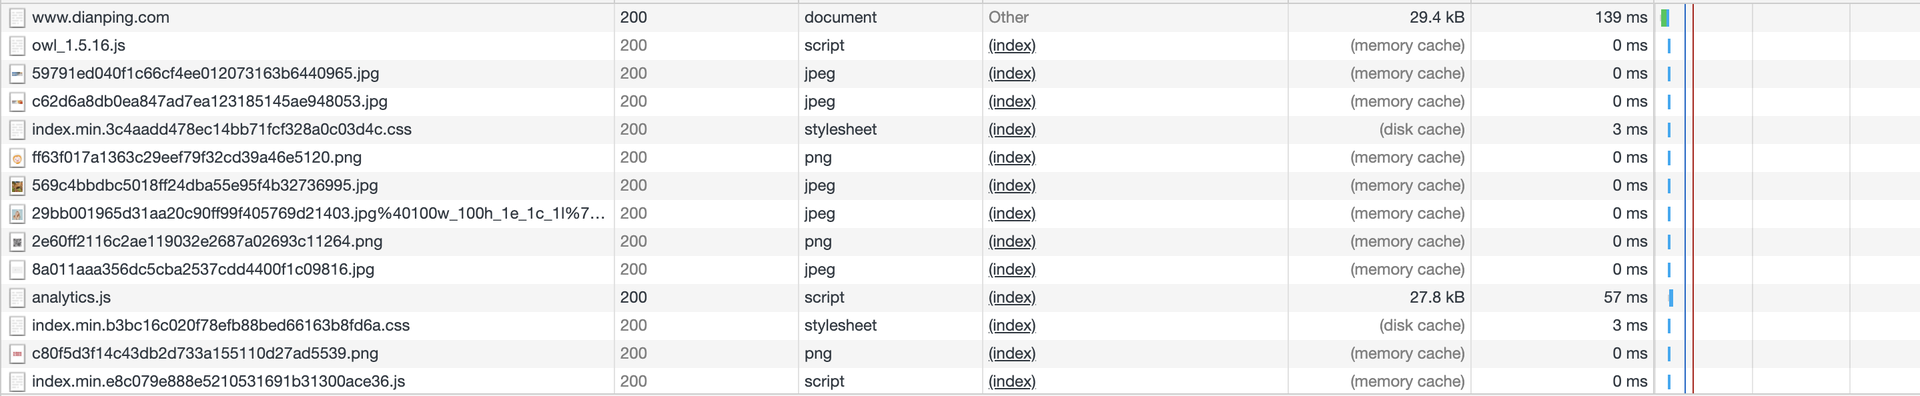 www.dianping.com 200 document Other 29.4 kB 139 ms
owl_1.5.16.js 200 script (index) (memory cache) 0 ms
59791ed040f1c66cf4ee012073163b6440965.jpg 200 jpeg (index) (memory cache) 0 ms
c62d6a8db0ea847ad7ea123185145ae948053.jpg 200 jpeg (index) (memory cache) 0 ms
index.min.3c4aadd478ec14bb71fcf328a0c03d4c.css 200 stylesheet (index) (disk cache) 3 ms
ff63f017a1363c29eef79f32cd39a46e5120.png 200 png (index) (memory cache) 0 ms
569c4bbdbc5018ff24dba55e95f4b32736995.jpg 200 jpeg (index) (memory cache) 0 ms
29bb001965d31aa20c90ff99f405769d21403.jpg%40100w_100h_1e_1c_1l%7... 200 jpeg (index) (memory cache) 0 ms
2e60ff2116c2ae119032e2687a02693c11264.png 200 png (index) (memory cache) 0 ms
8a011aaa356dc5cba2537cdd4400f1c09816.jpg 200 jpeg (index) (memory cache) 0 ms
analytics.js 200 script (index) 27.8 kB 57 ms
index.min.b3bc16c020f78efb88bed66163b8fd6a.css 200 stylesheet (index) (disk cache) 3 ms
c80f5d3f14c43db2d733a155110d27ad5539.png 200 png (index) (memory cache) 0 ms
index.min.e8c079e888e5210531691b31300ace36.js 200 script (index) (memory cache) 0 ms